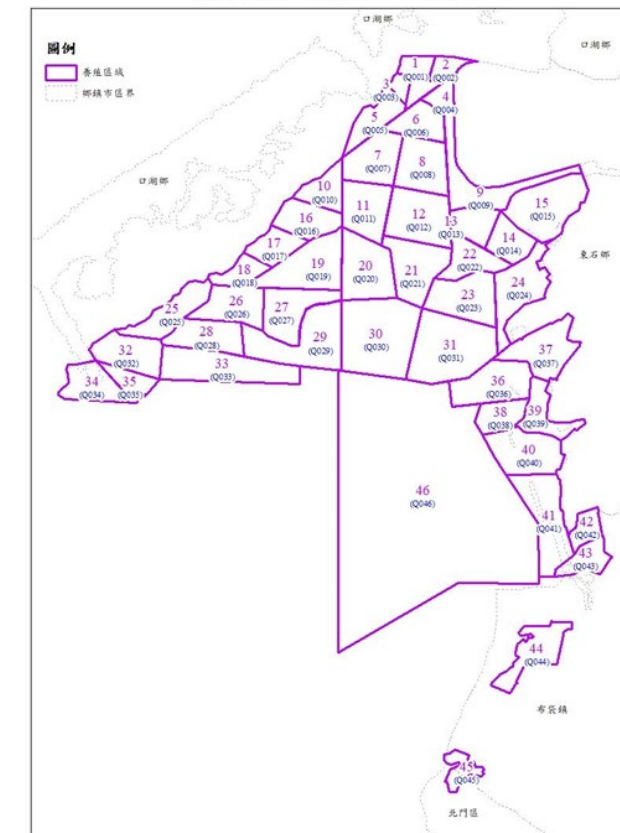 口湖鄉
口湖鄉
圖例
養殖區域
鄉鎮市區界
1
(Q001)
2
(Q002)
3
(Q003)
4
(Q004)
5
(Q005)
6
(Q006)
7
(Q007)
8
(Q008)
口湖鄉
9
(Q009)
10
(Q010)
11
(Q011)
12
(Q012)
13
(Q013)
14
(Q014)
15
(Q015)
16
(Q016)
17
(Q017)
18
(Q018)
19
(Q019)
20
(Q020)
21
(Q021)
22
(Q022)
東石鄉
23
(Q023)
24
(Q024)
25
(Q025)
26
(Q026)
27
(Q027)
28
(Q028)
29
(Q029)
30
(Q030)
31
(Q031)
32
(Q032)
33
(Q033)
34
(Q034)
35
(Q035)
36
(Q036)
37
(Q037)
38
(Q038)
39
(Q039)
40
(Q040)
46
(Q046)
41
(Q041)
42
(Q042)
43
(Q043)
44
(Q044)
布袋鎮
45
(Q045)
北門區